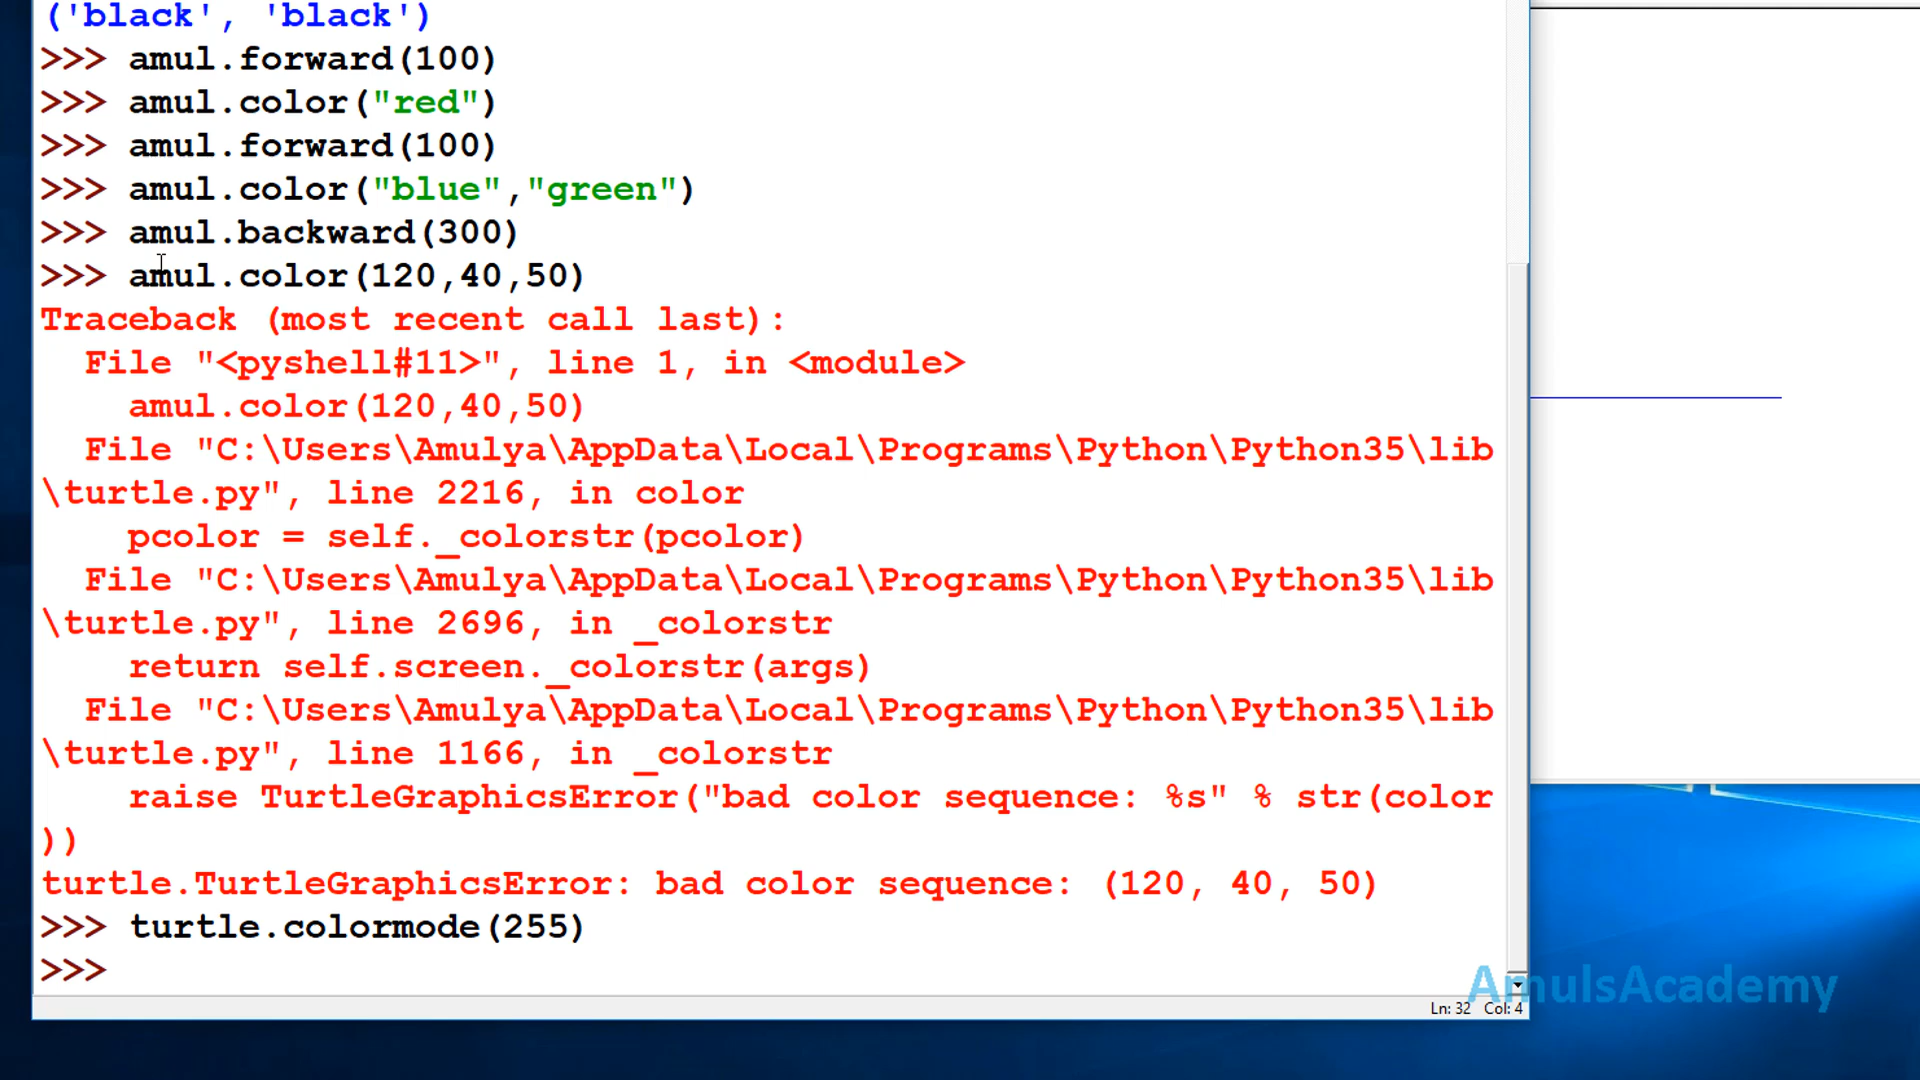 ('black', 'black')
>>> amul.forward(100)
>>> amul.color("red")
>>> amul.forward(100)
>>> amul.color("blue","green")
>>> amul.backward(300)
>>> amul.color(120,40,50)
Traceback (most recent call last):
  File "<pyshell#11>", line 1, in <module>
    amul.color(120,40,50)
  File "C:\Users\Amulya\AppData\Local\Programs\Python\Python35\lib
\turtle.py", line 2216, in color
    pcolor = self._colorstr(pcolor)
  File "C:\Users\Amulya\AppData\Local\Programs\Python\Python35\lib
\turtle.py", line 2696, in _colorstr
    return self.screen._colorstr(args)
  File "C:\Users\Amulya\AppData\Local\Programs\Python\Python35\lib
\turtle.py", line 1166, in _colorstr
    raise TurtleGraphicsError("bad color sequence: %s" % str(color
))
turtle.TurtleGraphicsError: bad color sequence: (120, 40, 50)
>>> turtle.colormode(255)
>>>
AmulsAcademy
Ln: 32 Col: 4